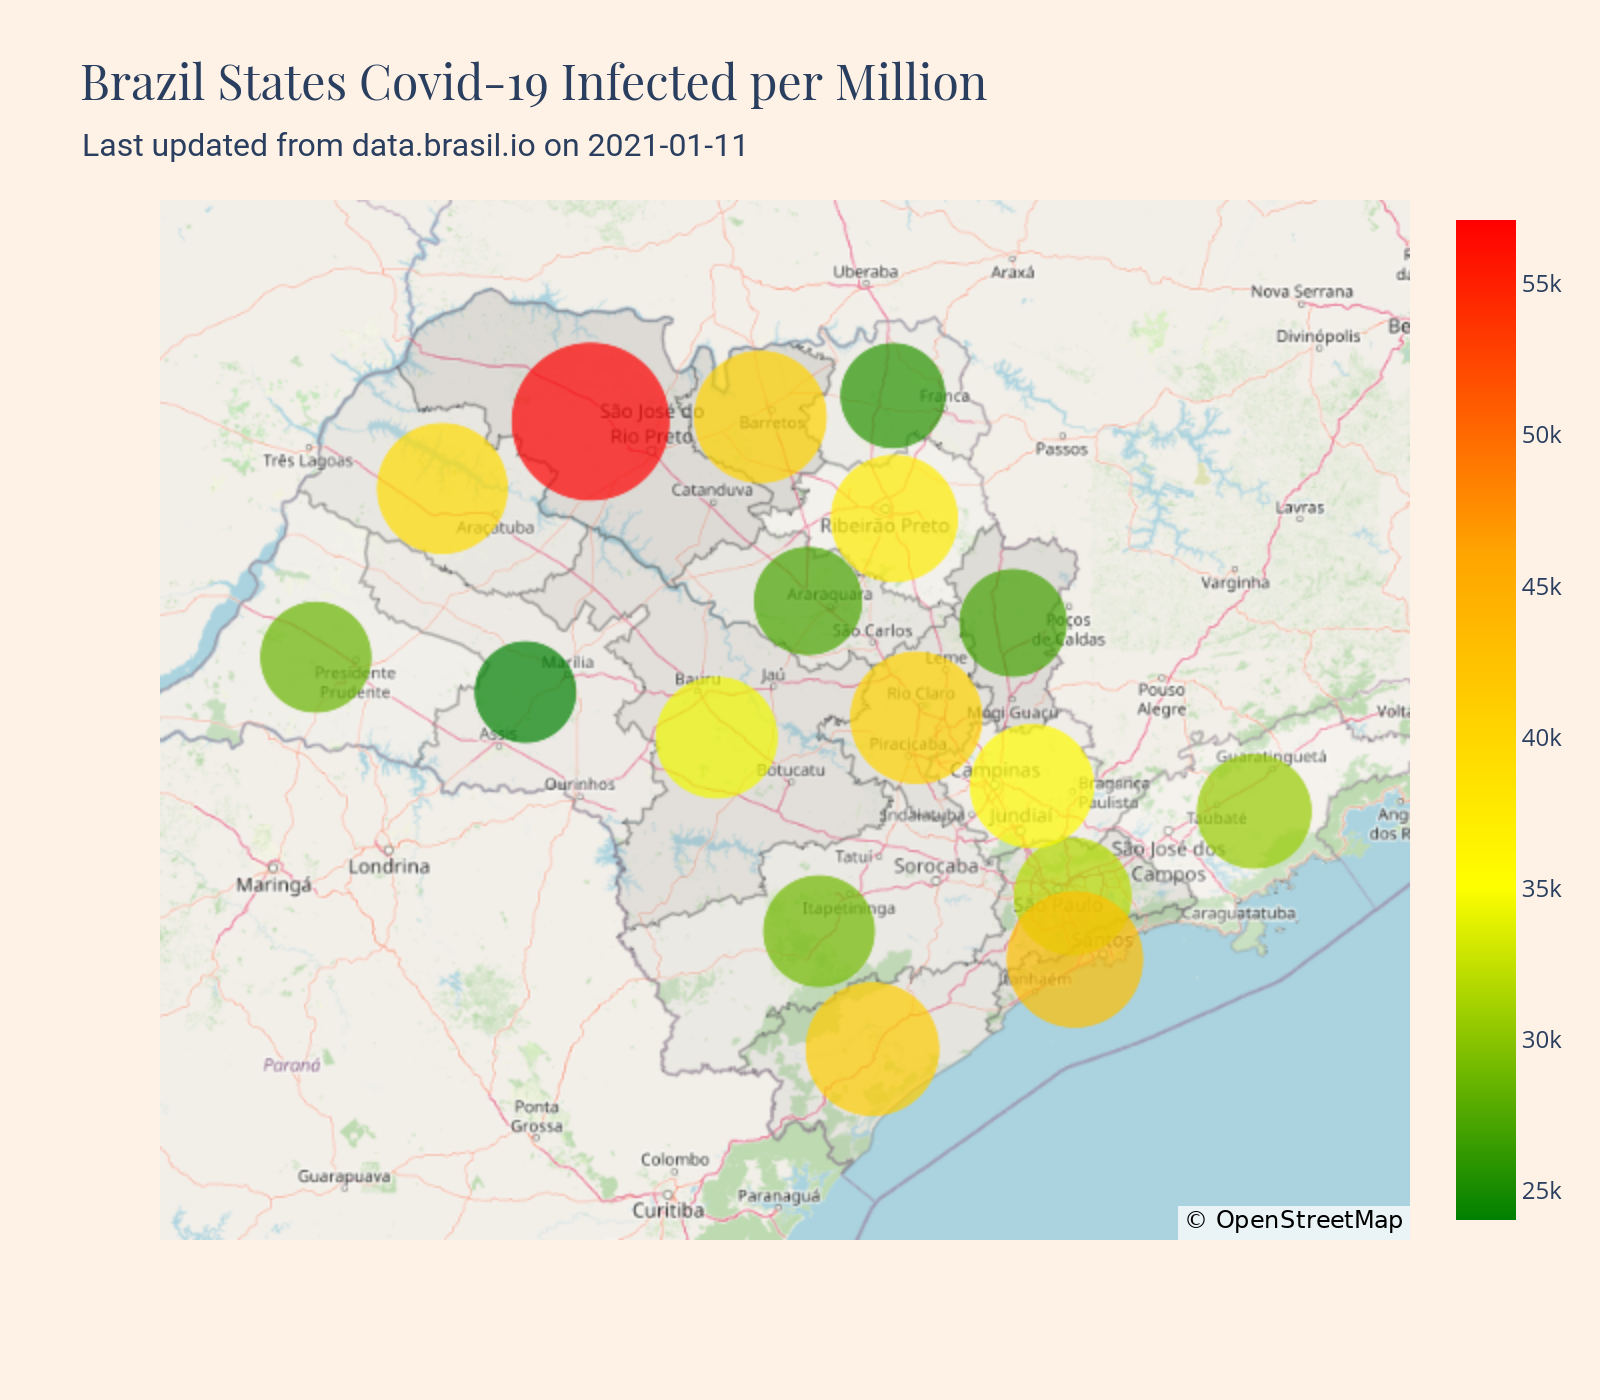 Brazil States Covid-19 Infected per Million
Last updated from data.brasil.io on 2021-01-11
Uberaba
Araxá
Nova Serrana
Divinópolis
Be
São José do
Rio Preto
Barretos
Franca
Passos
Três Lagoas
Catanduva
Araçatuba
Ribeirão Preto
Lavras
Varginha
Araraquara
São Carlos
Poços
de Caldas
Presidente
Prudente
Marília
Bauru
Jaú
Leme
Rio Claro
Mogi Guaçu
Pouso
Alegre
Volta
Assis
Piracicaba
Guaratinguetá
Ourinhos
Botucatu
Campinas
Bragança
Paulista
Indaiatuba
Jundiaí
Taubaté
Ang
dos R
Londrina
Maringá
Tatuí
Sorocaba
São José dos
Campos
Itapetininga
São Paulo
Caraguatatuba
Santos
Itanhaém
Paraná
Ponta
Grossa
Guarapuava
Colombo
Curitiba
Paranaguá
© OpenStreetMap
55k
50k
45k
40k
35k
30k
25k